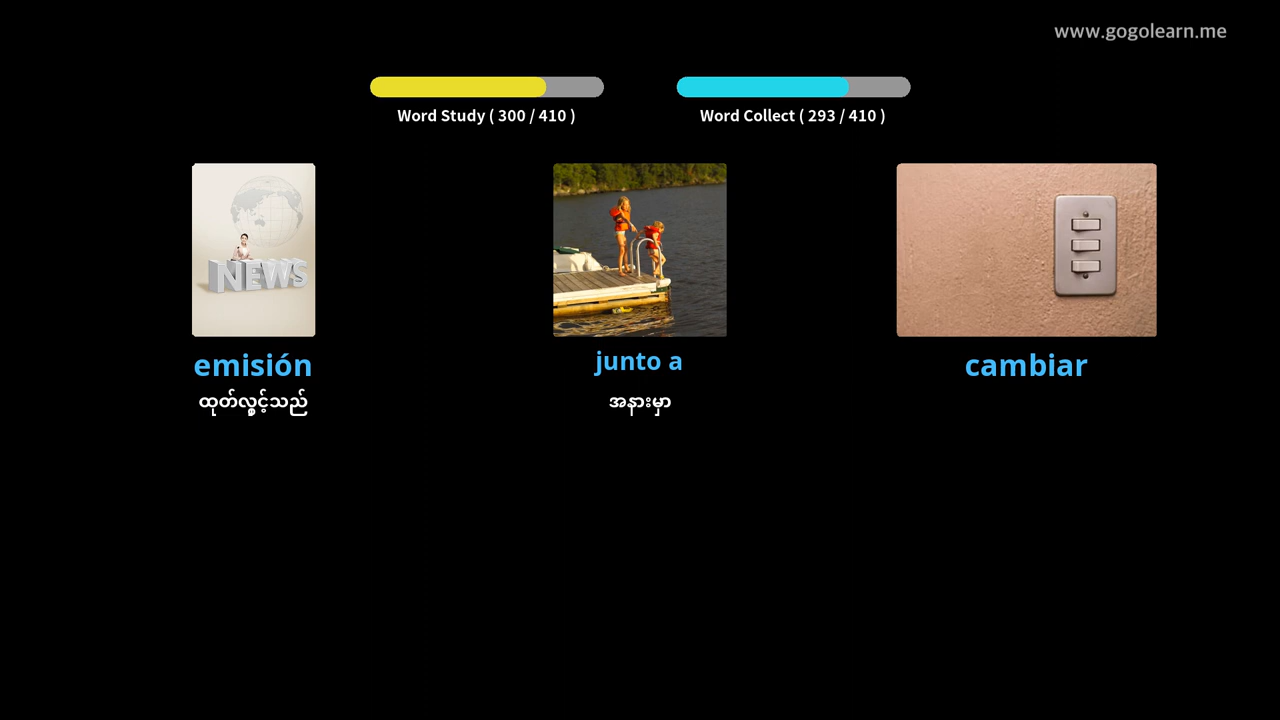 www.gogolearn.me
Word Study ( 300 / 410 )
Word Collect ( 293 / 410 )
NEWS
emisión
junto a
cambiar
ထုတ်လွှင့်သည်
အနားမှာ